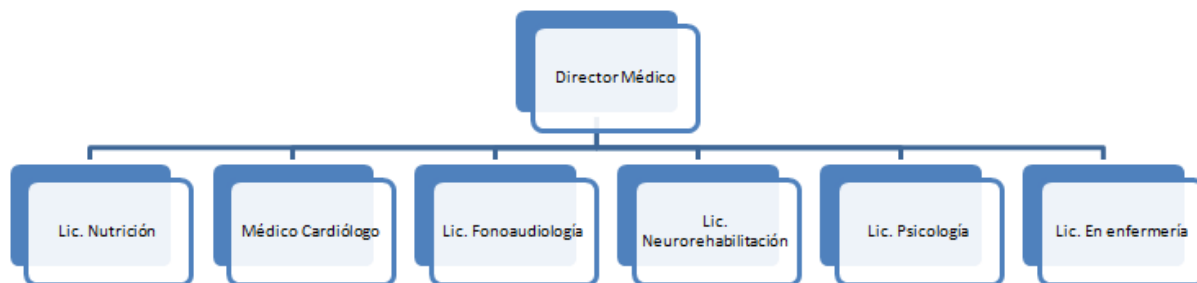 Director Médico
Lic. Nutrición
Médico Cardiólogo
Lic. Fonoaudiología
Lic.
Neurorehabilitación
Lic. Psicología
Lic. En enfermería